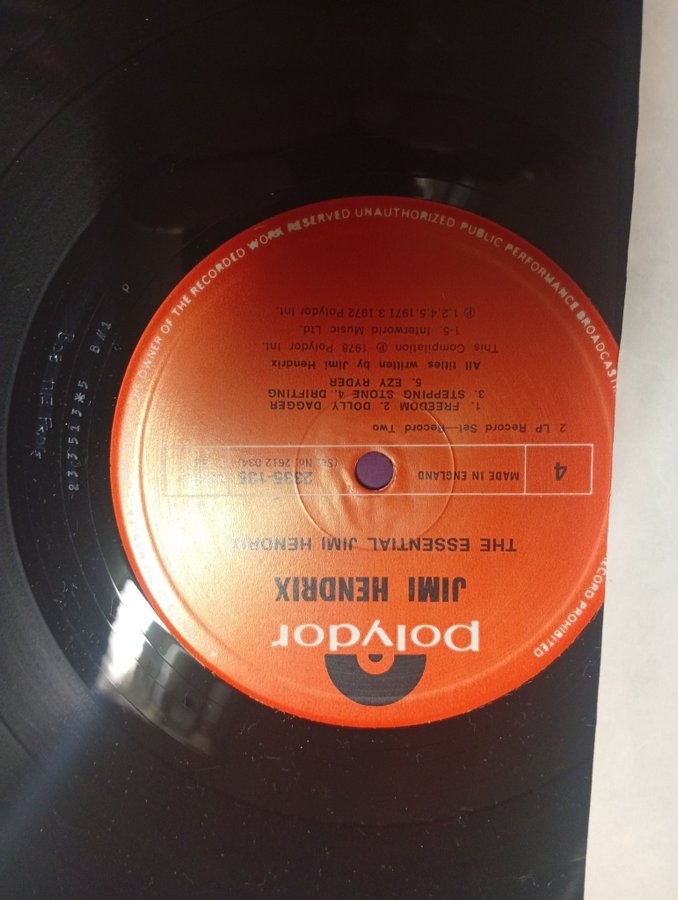 polydor
JIMI HENDRIX
THE ESSENTIAL JIMI HENDRIX
4
MADE IN ENGLAND
2335-135
(Set No. 2612 034)
2 LP Record Set—Record Two
1. FREEDOM 2. DOLLY DAGGER
3. STEPPING STONE 4. DRIFTING
5. EZY RYDER
All titles written by Jimi Hendrix
This Compilation ℗ 1978 Polydor Int.
1-5. Interworld Music Ltd.
℗ 1.2.4.5.1971 3.1972 Polydor Int.
OWNER OF THE RECORDED WORK RESERVED UNAUTHORIZED PUBLIC PERFORMANCE BROADCASTI
RECORD PROHIBITED
B//1 P